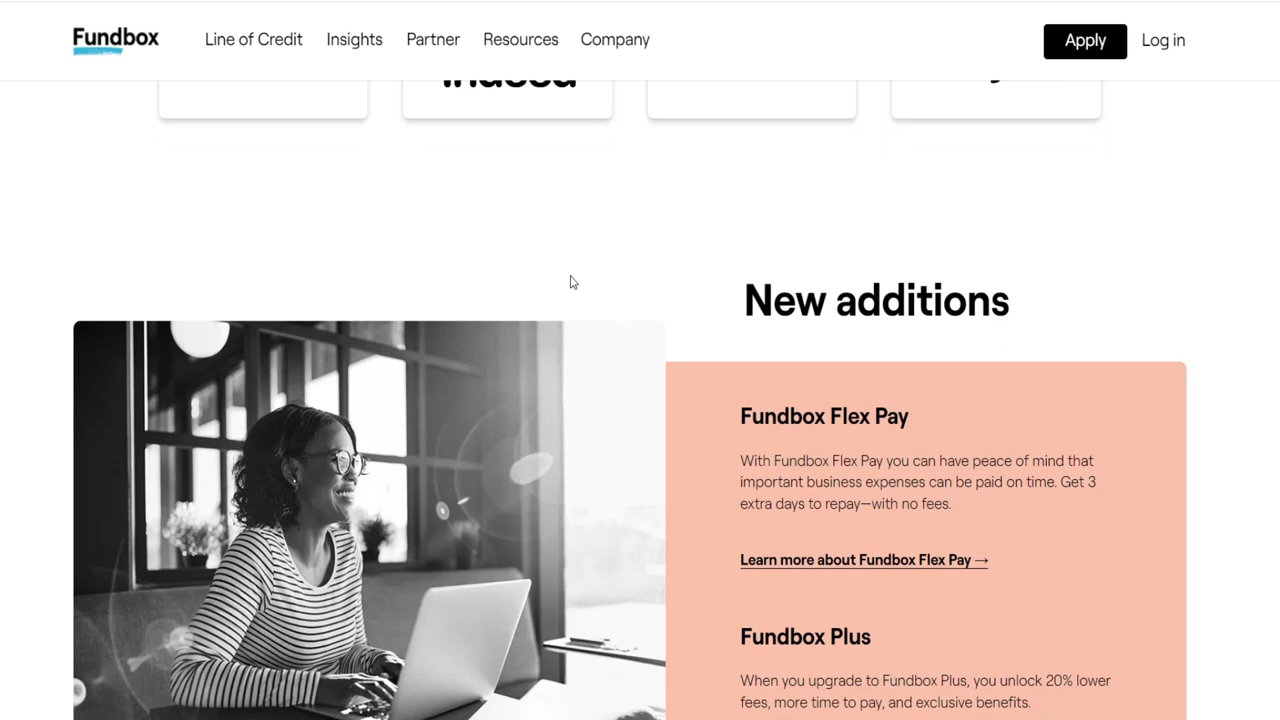 Fundbox
Line of Credit
Insights
Partner
Resources
Company
Apply
Log in
New additions
Fundbox Flex Pay
With Fundbox Flex Pay you can have peace of mind that
important business expenses can be paid on time. Get 3
extra days to repay—with no fees.
Learn more about Fundbox Flex Pay →
Fundbox Plus
When you upgrade to Fundbox Plus, you unlock 20% lower
fees, more time to pay, and exclusive benefits.